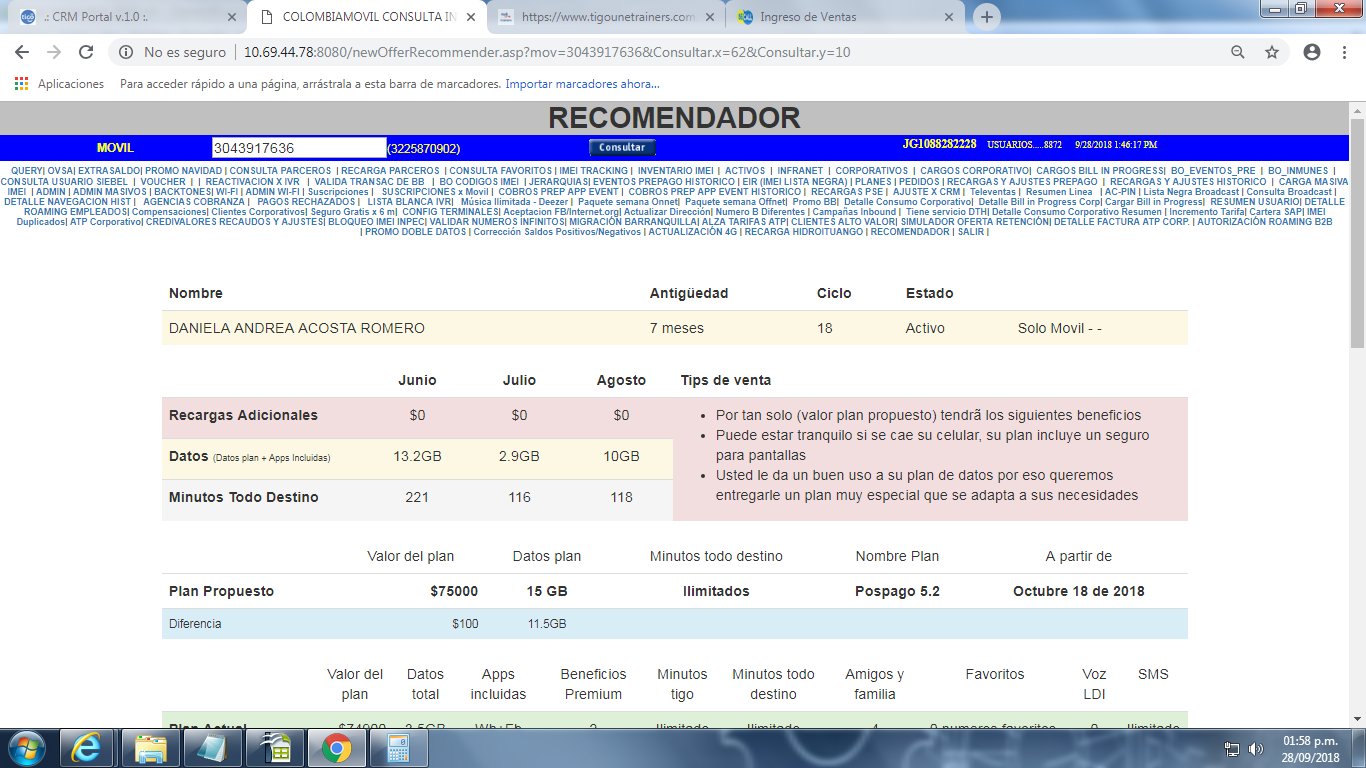 .: CRM Portal v.1.0 :.
COLOMBIAMOVIL CONSULTA IN
https://www.tigounetrainers.com
Ingreso de Ventas
No es seguro | 10.69.44.78:8080/newOfferRecommender.asp?mov=3043917636&Consultar.x=62&Consultar.y=10
Aplicaciones Para acceder rápido a una página, arrástrala a esta barra de marcadores. Importar marcadores ahora...
RECOMENDADOR
MOVIL 3043917636 (3225870902) Consultar JG1088282228 USUARIOS.....8872 9/28/2018 1:46:17 PM
QUERY| OVSA| EXTRASALDO| PROMO NAVIDAD | CONSULTA PARCEROS | RECARGA PARCEROS | CONSULTA FAVORITOS | IMEI TRACKING | INVENTARIO IMEI | ACTIVOS | INFRANET | CORPORATIVOS | CARGOS CORPORATIVO| CARGOS BILL IN PROGRESS| BO_EVENTOS_PRE | BO_INMUNES |
CONSULTA USUARIO SIEBEL | VOUCHER | | REACTIVACION X IVR | VALIDA TRANSAC DE BB | BO CODIGOS IMEI | JERARQUIAS| EVENTOS PREPAGO HISTORICO | EIR (IMEI LISTA NEGRA) | PLANES | PEDIDOS | RECARGAS Y AJUSTES PREPAGO | RECARGAS Y AJUSTES HISTORICO | CARGA MASIVA
IMEI | ADMIN | ADMIN MASIVOS | BACKTONES| WI-FI | ADMIN WI-FI | Suscripciones | SUSCRIPCIONES x Movil | COBROS PREP APP EVENT | COBROS PREP APP EVENT HISTORICO | RECARGAS PSE | AJUSTE X CRM | Televentas | Resumen Linea | AC-PIN | Lista Negra Broadcast | Consulta Broadcast |
DETALLE NAVEGACION HIST | AGENCIAS COBRANZA | PAGOS RECHAZADOS | LISTA BLANCA IVR| Música Ilimitada - Deezer | Paquete semana Onnet| Paquete semana Offnet| Promo BB| Detalle Consumo Corporativo| Detalle Bill in Progress Corp| Cargar Bill in Progress| RESUMEN USUARIO| DETALLE
ROAMING EMPLEADOS| Compensaciones| Clientes Corporativos| Seguro Gratis x 6 m| CONFIG TERMINALES| Aceptacion FB/Internet.org| Actualizar Dirección| Numero B Diferentes | Campañas Inbound | Tiene servicio DTH| Detalle Consumo Corporativo Resumen | Incremento Tarifa| Cartera SAP| IMEI
Duplicados| ATP Corporativo| CREDIVALORES RECAUDOS Y AJUSTES| BLOQUEO IMEI INPEC| VALIDAR NUMEROS INFINITOS| MIGRACIÓN BARRANQUILLA| ALZA TARIFAS ATP| CLIENTES ALTO VALOR| SIMULADOR OFERTA RETENCIÓN| DETALLE FACTURA ATP CORP. | AUTORIZACIÓN ROAMING B2B
| PROMO DOBLE DATOS | Corrección Saldos Positivos/Negativos | ACTUALIZACIÓN 4G | RECARGA HIDROITUANGO | RECOMENDADOR | SALIR |
Nombre Antigüedad Ciclo Estado
DANIELA ANDREA ACOSTA ROMERO 7 meses 18 Activo Solo Movil - -
Junio Julio Agosto Tips de venta
Recargas Adicionales $0 $0 $0
Datos (Datos plan + Apps Incluidas) 13.2GB 2.9GB 10GB
Minutos Todo Destino 221 116 118
• Por tan solo (valor plan propuesto) tendrã los siguientes beneficios
• Puede estar tranquilo si se cae su celular, su plan incluye un seguro
para pantallas
• Usted le da un buen uso a su plan de datos por eso queremos
entregarle un plan muy especial que se adapta a sus necesidades
Valor del plan Datos plan Minutos todo destino Nombre Plan A partir de
Plan Propuesto $75000 15 GB Ilimitados Pospago 5.2 Octubre 18 de 2018
Diferencia $100 11.5GB
Valor del plan Datos total Apps incluidas Beneficios Premium Minutos tigo Minutos todo destino Amigos y familia Favoritos Voz LDI SMS
Plan Actual $74900 3.5GB Wh+Fb 2 Ilimitado Ilimitado 4 0 numeros favoritos 0 Ilimitado
01:58 p.m.
28/09/2018